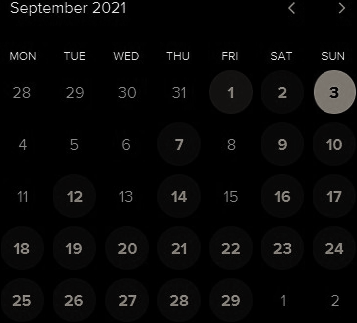 September 2021
MON TUE WED THU FRI SAT SUN
28 29 30 31 1 2 3
4 5 6 7 8 9 10
11 12 13 14 15 16 17
18 19 20 21 22 23 24
25 26 27 28 29 1 2